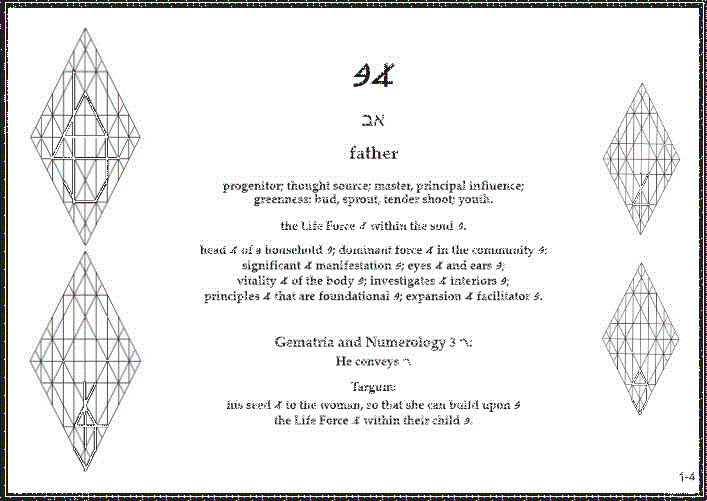 𐤀𐤁
אב
father
progenitor; thought source; master, principal influence;
greenness; bud, sprout, tender shoot; youth.
the Life Force 𐤀 within the soul 𐤁.
head 𐤀 of a household 𐤁; dominant force 𐤀 in the community 𐤁;
significant 𐤀 manifestation 𐤁; eyes 𐤀 and ears 𐤁;
vitality 𐤀 of the body 𐤁; investigates 𐤀 interiors 𐤁;
principles 𐤀 that are foundational 𐤁; expansion 𐤀 facilitator 𐤁.
Gematria and Numerology 3 𐤂:
He conveys 𐤂
Targum:
his seed 𐤀 to the woman, so that she can build upon 𐤁
the Life Force 𐤀 within their child 𐤁.
1-4